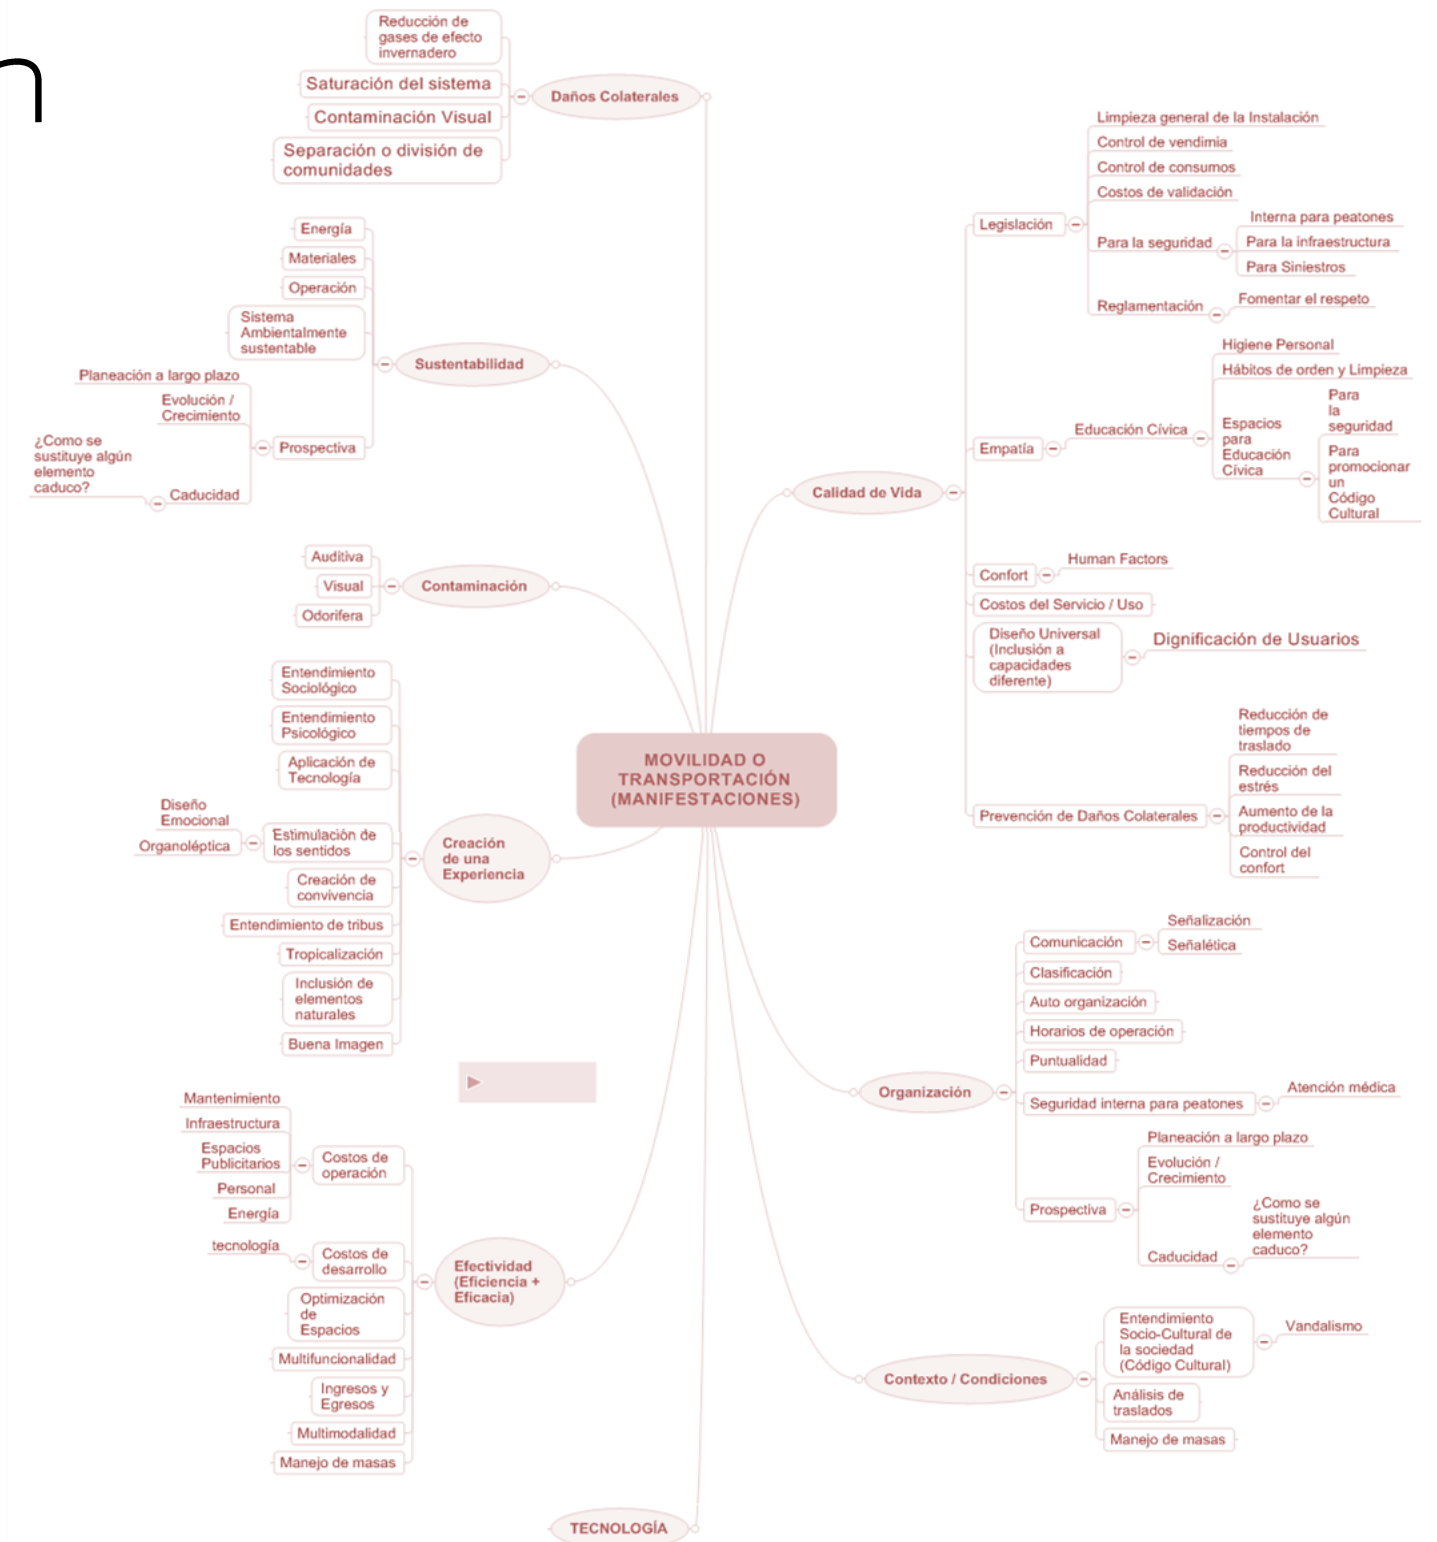 Reducción de
gases de efecto
invernadero
Saturación del sistema
Contaminación Visual
Separación o división de
comunidades
Daños Colaterales
Energía
Materiales
Operación
Sistema
Ambientalmente
sustentable
Prospectiva
Planeación a largo plazo
Evolución /
Crecimiento
Caducidad
¿Como se
sustituye algún
elemento
caduco?
Sustentabilidad
Auditiva
Visual
Odorifera
Contaminación
Entendimiento
Sociológico
Entendimiento
Psicológico
Aplicación de
Tecnología
Estimulación de
los sentidos
Diseño
Emocional
Organoléptica
Creación de
convivencia
Entendimiento de tribus
Tropicalización
Inclusión de
elementos
naturales
Buena Imagen
Creación
de una
Experiencia
Mantenimiento
Infraestructura
Espacios
Publicitarios
Personal
Energía
Costos de
operación
tecnología
Costos de
desarrollo
Optimización
de
Espacios
Multifuncionalidad
Ingresos y
Egresos
Multimodalidad
Manejo de masas
Efectividad
(Eficiencia +
Eficacia)
TECNOLOGÍA
MOVILIDAD O
TRANSPORTACIÓN
(MANIFESTACIONES)
Calidad de Vida
Legislación
Limpieza general de la Instalación
Control de vendimia
Control de consumos
Costos de validación
Para la seguridad
Interna para peatones
Para la infraestructura
Para Siniestros
Reglamentación
Fomentar el respeto
Empatía
Educación Cívica
Higiene Personal
Hábitos de orden y Limpieza
Espacios
para
Educación
Cívica
Para
la
seguridad
Para
promocionar
un
Código
Cultural
Confort
Human Factors
Costos del Servicio / Uso
Diseño Universal
(Inclusión a
capacidades
diferente)
Dignificación de Usuarios
Prevención de Daños Colaterales
Reducción de
tiempos de
traslado
Reducción del
estrés
Aumento de la
productividad
Control del
confort
Organización
Comunicación
Señalización
Señalética
Clasificación
Auto organización
Horarios de operación
Puntualidad
Seguridad interna para peatones
Atención médica
Prospectiva
Planeación a largo plazo
Evolución /
Crecimiento
Caducidad
¿Como se
sustituye algún
elemento
caduco?
Contexto / Condiciones
Entendimiento
Socio-Cultural de
la sociedad
(Código Cultural)
Vandalismo
Análisis de
traslados
Manejo de masas